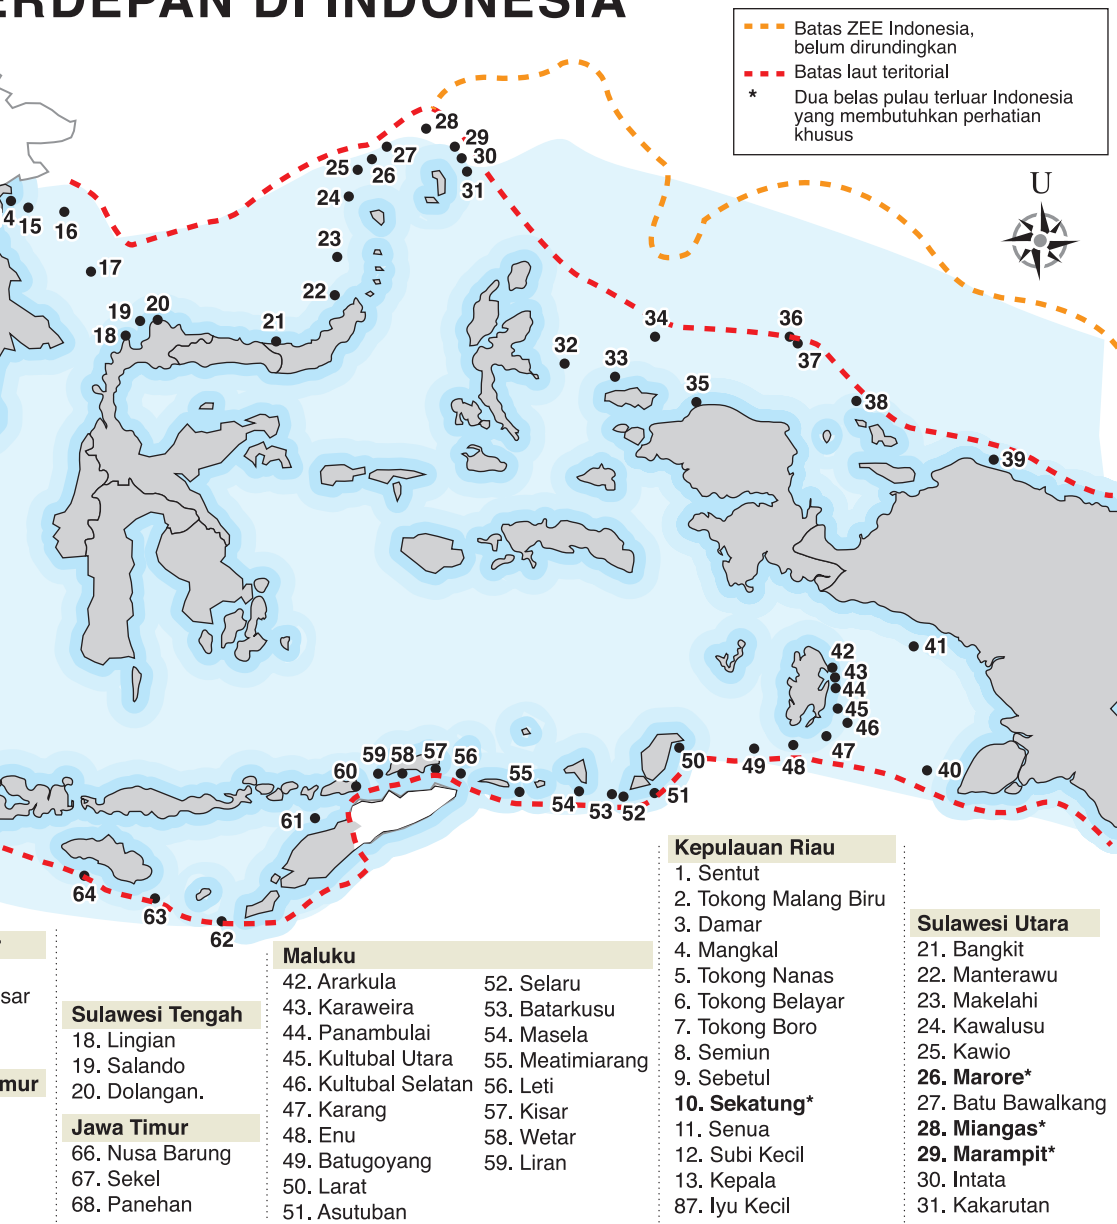 ERDEPAN DI INDONESIA
Batas ZEE Indonesia,
belum dirundingkan
Batas laut teritorial
* Dua belas pulau terluar Indonesia
yang membutuhkan perhatian
khusus
U
28
29
27
30
25
26
31
24
4
15
16
23
17
22
19
20
18
21
34
36
32
33
37
35
38
39
41
42
43
44
45
46
47
48
49
50
40
59
58
57
56
60
55
54
53
52
51
61
64
63
62
sar
mur
Sulawesi Tengah
18. Lingian
19. Salando
20. Dolangan.
Jawa Timur
66. Nusa Barung
67. Sekel
68. Panehan
Maluku
42. Ararkula
43. Karaweira
44. Panambulai
45. Kultubal Utara
46. Kultubal Selatan
47. Karang
48. Enu
49. Batugoyang
50. Larat
51. Asutuban
52. Selaru
53. Batarkusu
54. Masela
55. Meatimiarang
56. Leti
57. Kisar
58. Wetar
59. Liran
Kepulauan Riau
1. Sentut
2. Tokong Malang Biru
3. Damar
4. Mangkal
5. Tokong Nanas
6. Tokong Belayar
7. Tokong Boro
8. Semiun
9. Sebetul
10. Sekatung*
11. Senua
12. Subi Kecil
13. Kepala
87. Iyu Kecil
Sulawesi Utara
21. Bangkit
22. Manterawu
23. Makelahi
24. Kawalusu
25. Kawio
26. Marore*
27. Batu Bawalkang
28. Miangas*
29. Marampit*
30. Intata
31. Kakarutan